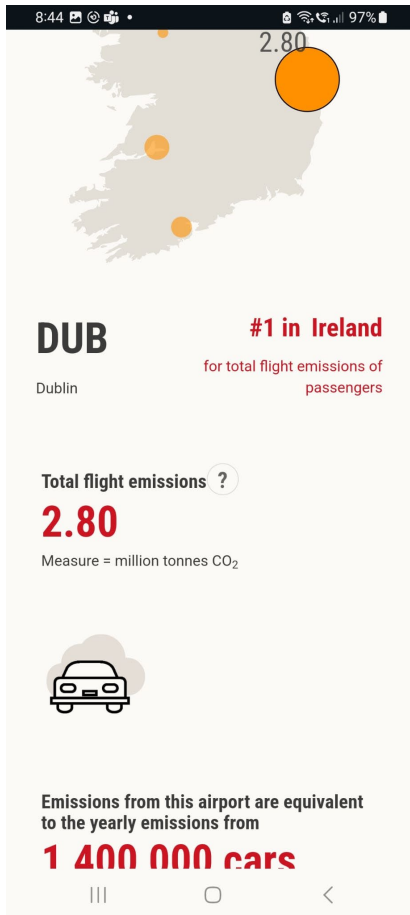 8:44
97%
2.80
DUB
#1 in Ireland
for total flight emissions of
passengers
Dublin
Total flight emissions ?
2.80
Measure = million tonnes CO₂
Emissions from this airport are equivalent
to the yearly emissions from
1 400 000 cars